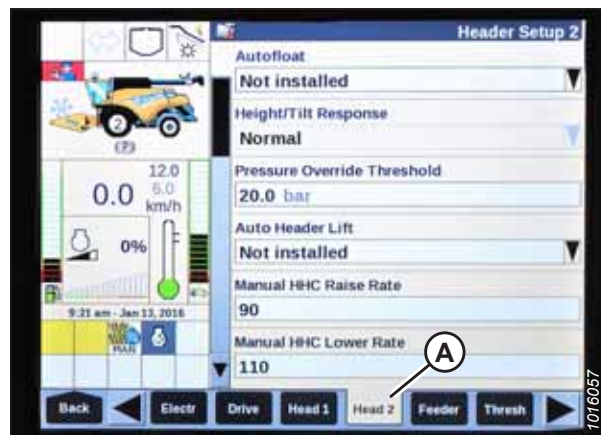 Header Setup 2
Autofloat
Not installed
Height/Tilt Response
Normal
Pressure Override Threshold
20.0 bar
Auto Header Lift
Not installed
Manual HHC Raise Rate
90
Manual HHC Lower Rate
110
2
(P)
12.0
6.0
0.0
km/h
0%
9:21 am - Jan 13, 2016
MAN
A
Back
Electr
Drive
Head 1
Head 2
Feeder
Thresh
1016057